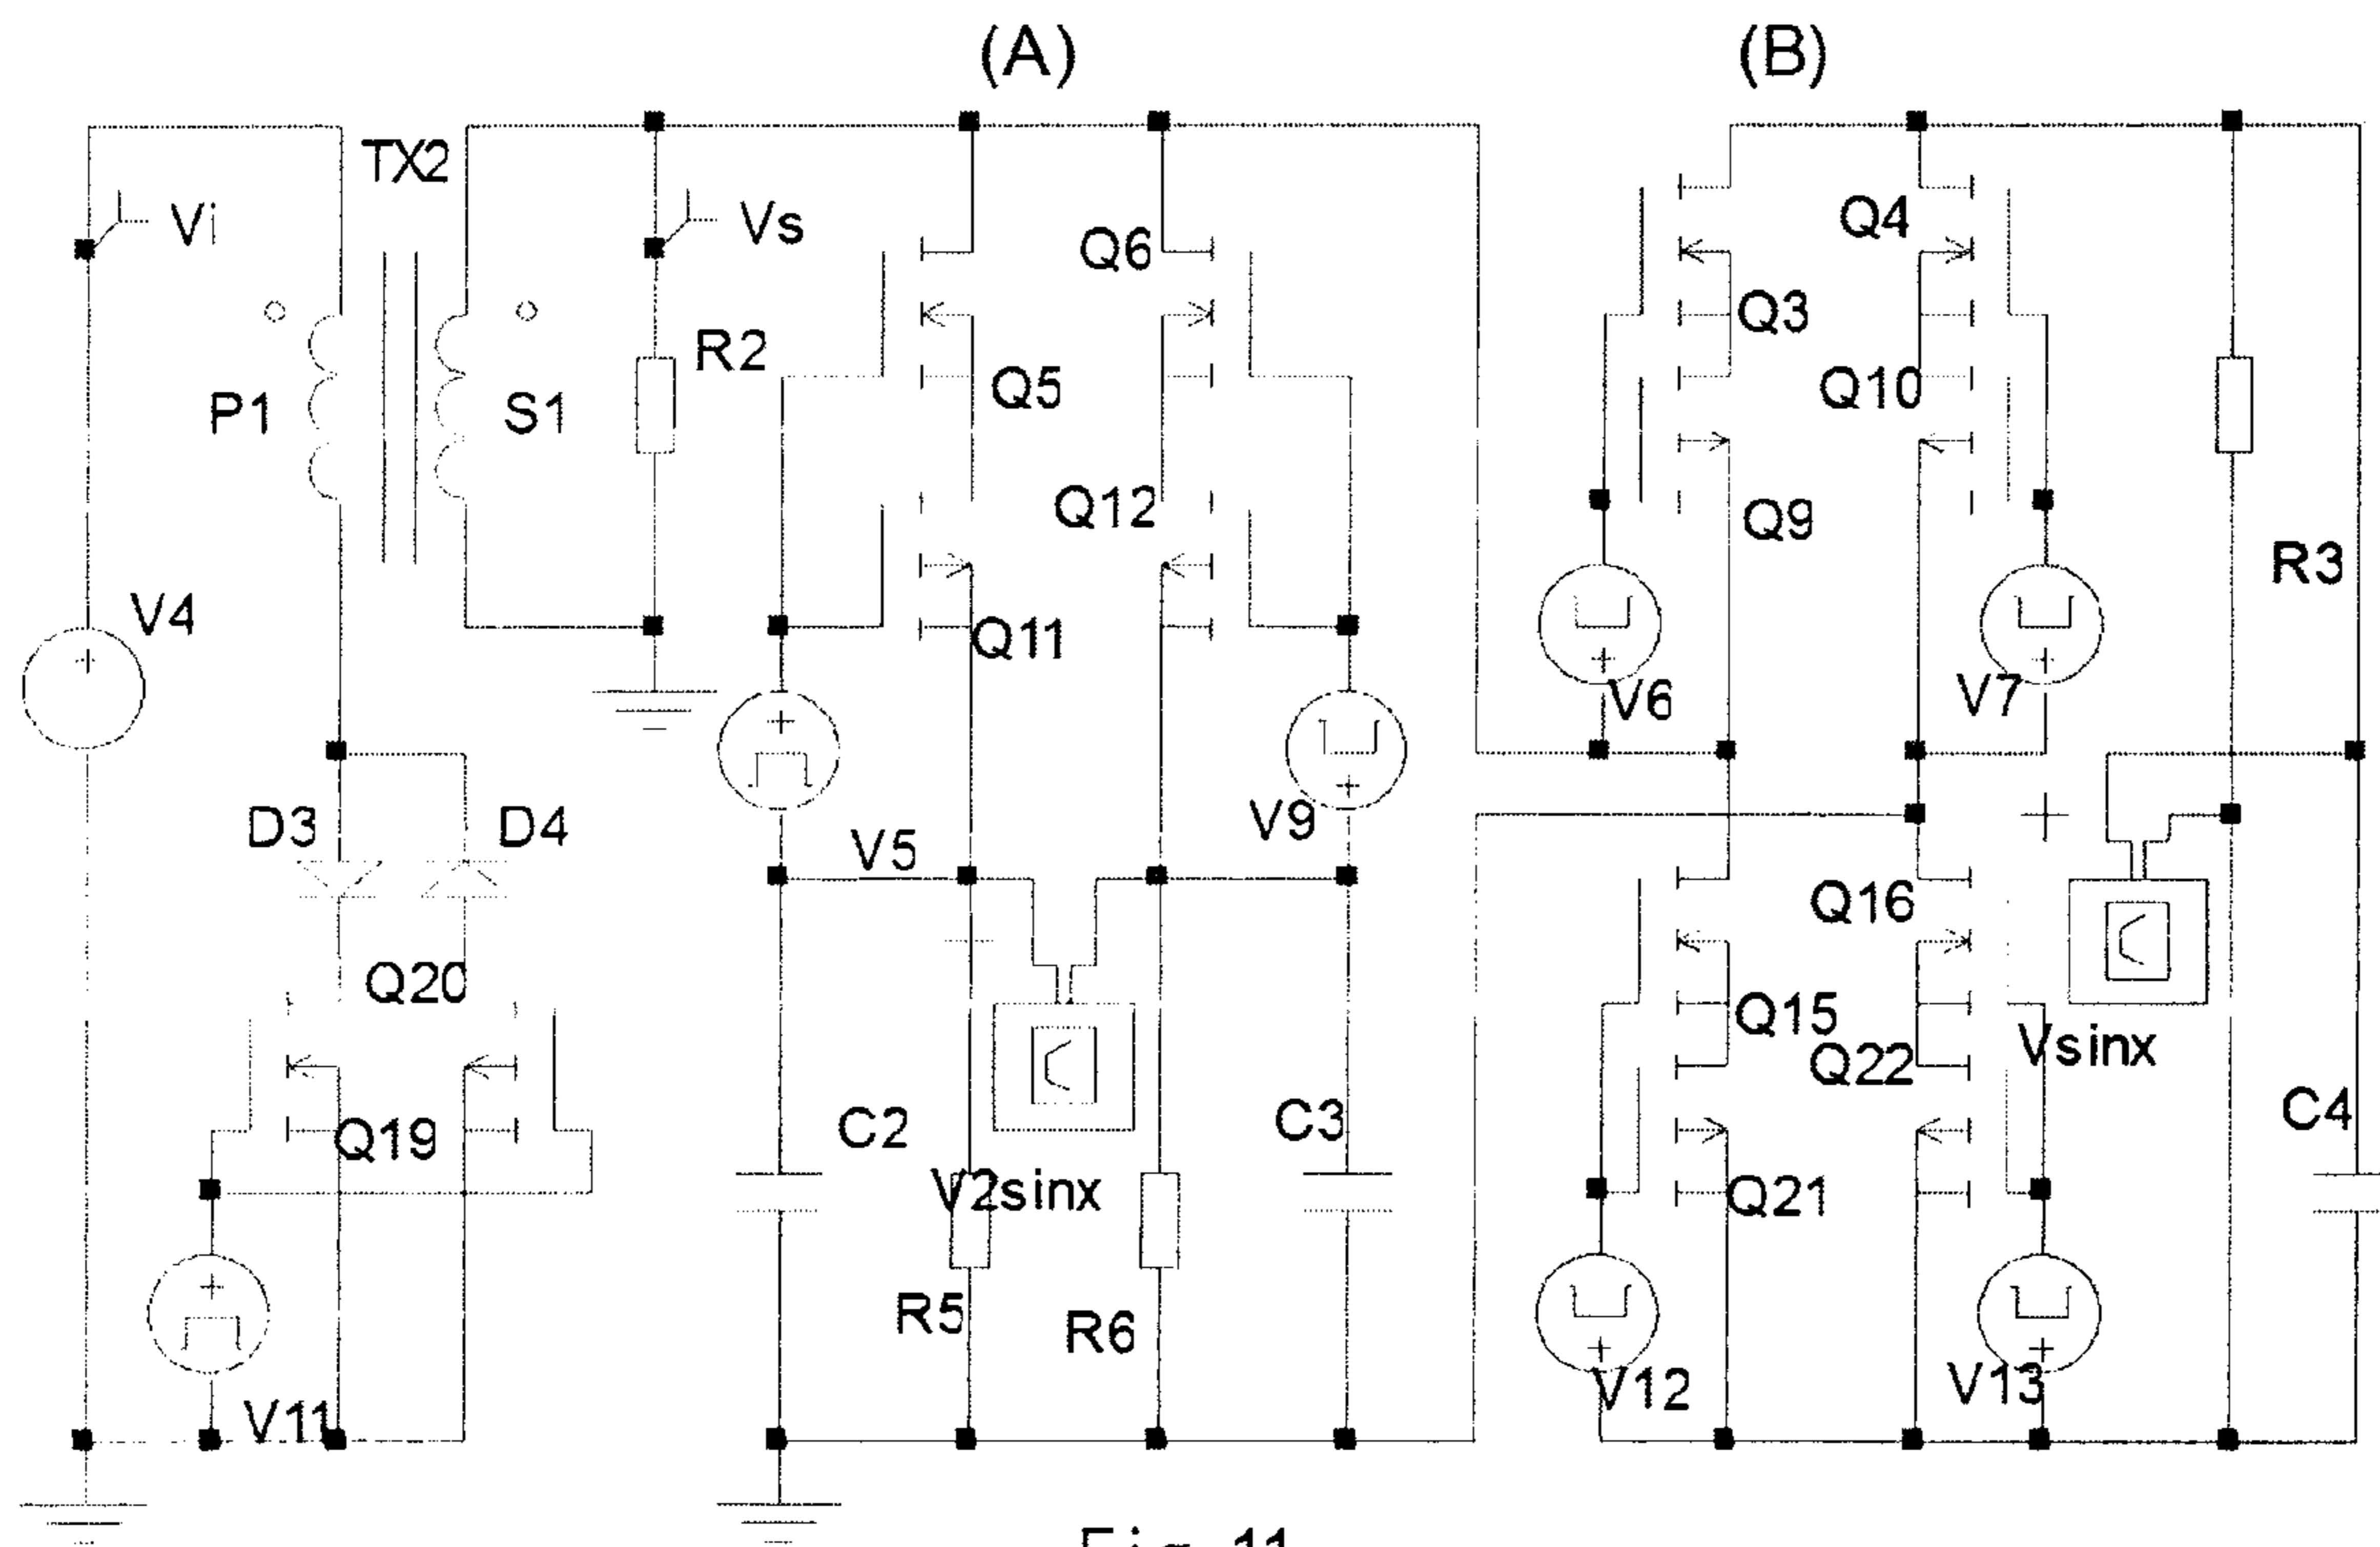 (A) (B)
TX2
Vi Vs
Q6 Q4
Q3
R2
P1 S1 Q5 Q10
Q12 Q9
R3
V4 Q11
V6 V7
D3 D4 V5 V9
Q16
Q20
Q15 Vsinx
Q22
Q19 C2 C3 C4
V2sinx Q21
R5 R6
V12 V13
V11
Fig 11